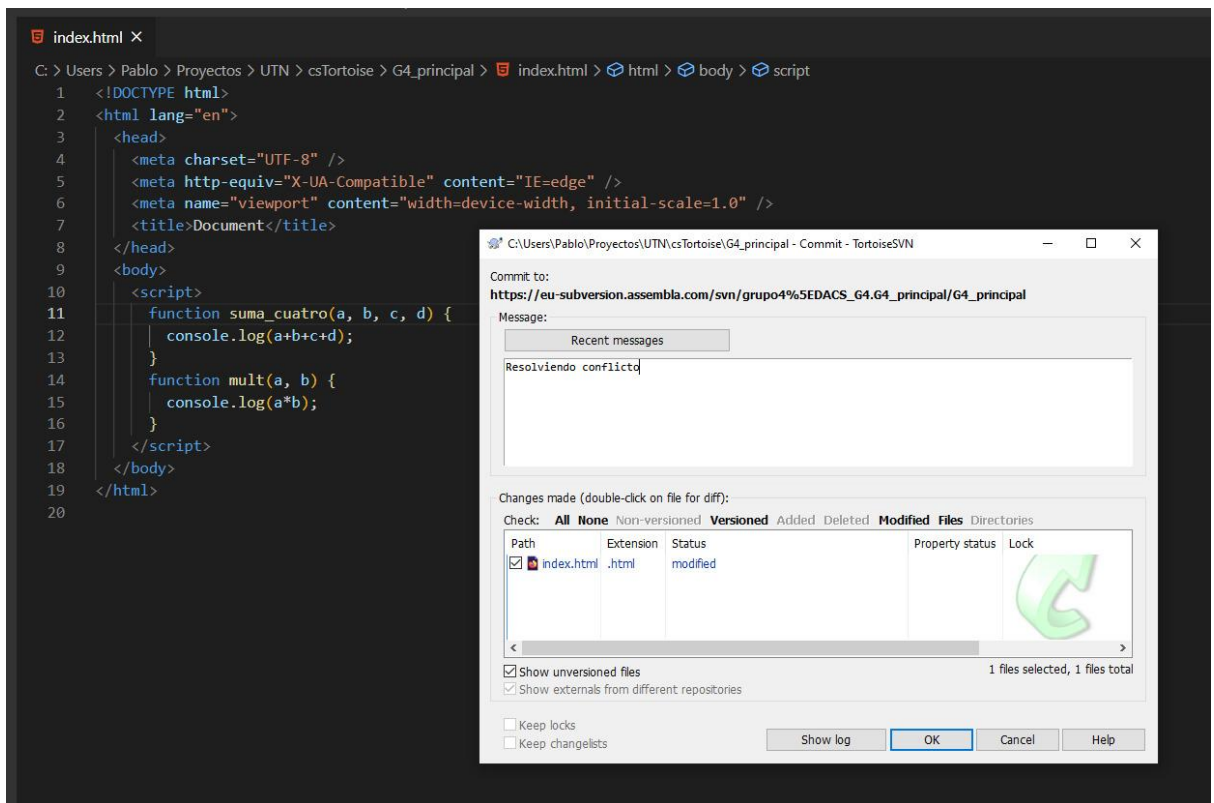 index.html ×
C: > Users > Pablo > Proyectos > UTN > csTortoise > G4_principal > index.html > html > body > script
1 <!DOCTYPE html>
2 <html lang="en">
3 <head>
4 <meta charset="UTF-8" />
5 <meta http-equiv="X-UA-Compatible" content="IE=edge" />
6 <meta name="viewport" content="width=device-width, initial-scale=1.0" />
7 <title>Document</title>
8 </head>
9 <body>
10 <script>
11 function suma_cuatro(a, b, c, d) {
12 console.log(a+b+c+d);
13 }
14 function mult(a, b) {
15 console.log(a*b);
16 }
17 </script>
18 </body>
19 </html>
20
C:\Users\Pablo\Proyectos\UTN\csTortoise\G4_principal - Commit - TortoiseSVN
Commit to:
https://eu-subversion.assembla.com/svn/grupo4%5EDACS_G4.G4_principal/G4_principal
Message:
Recent messages
Resolviendo conflicto
Changes made (double-click on file for diff):
Check: All None Non-versioned Versioned Added Deleted Modified Files Directories
Path Extension Status Property status Lock
index.html .html modified
Show unversioned files 1 files selected, 1 files total
Show externals from different repositories
Keep locks
Keep changelists
Show log OK Cancel Help